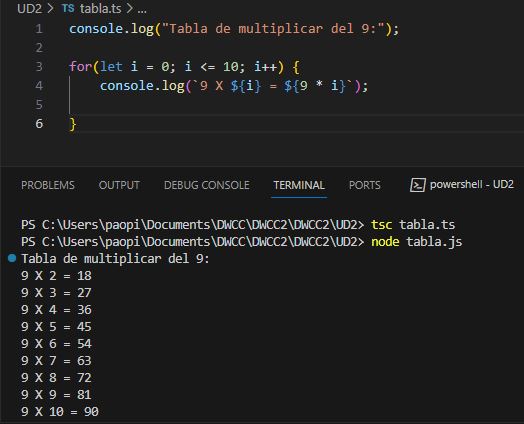 UD2 > TS tabla.ts > ...
1 console.log("Tabla de multiplicar del 9:");
2
3 for(let i = 0; i <= 10; i++) {
4 console.log(`9 X ${i} = ${9 * i}`);
5
6 }
PROBLEMS OUTPUT DEBUG CONSOLE TERMINAL PORTS powershell - UD2
PS C:\Users\paopi\Documents\DWCC\DWCC2\DWCC2\UD2> tsc tabla.ts
PS C:\Users\paopi\Documents\DWCC\DWCC2\DWCC2\UD2> node tabla.js
Tabla de multiplicar del 9:
9 X 2 = 18
9 X 3 = 27
9 X 4 = 36
9 X 5 = 45
9 X 6 = 54
9 X 7 = 63
9 X 8 = 72
9 X 9 = 81
9 X 10 = 90